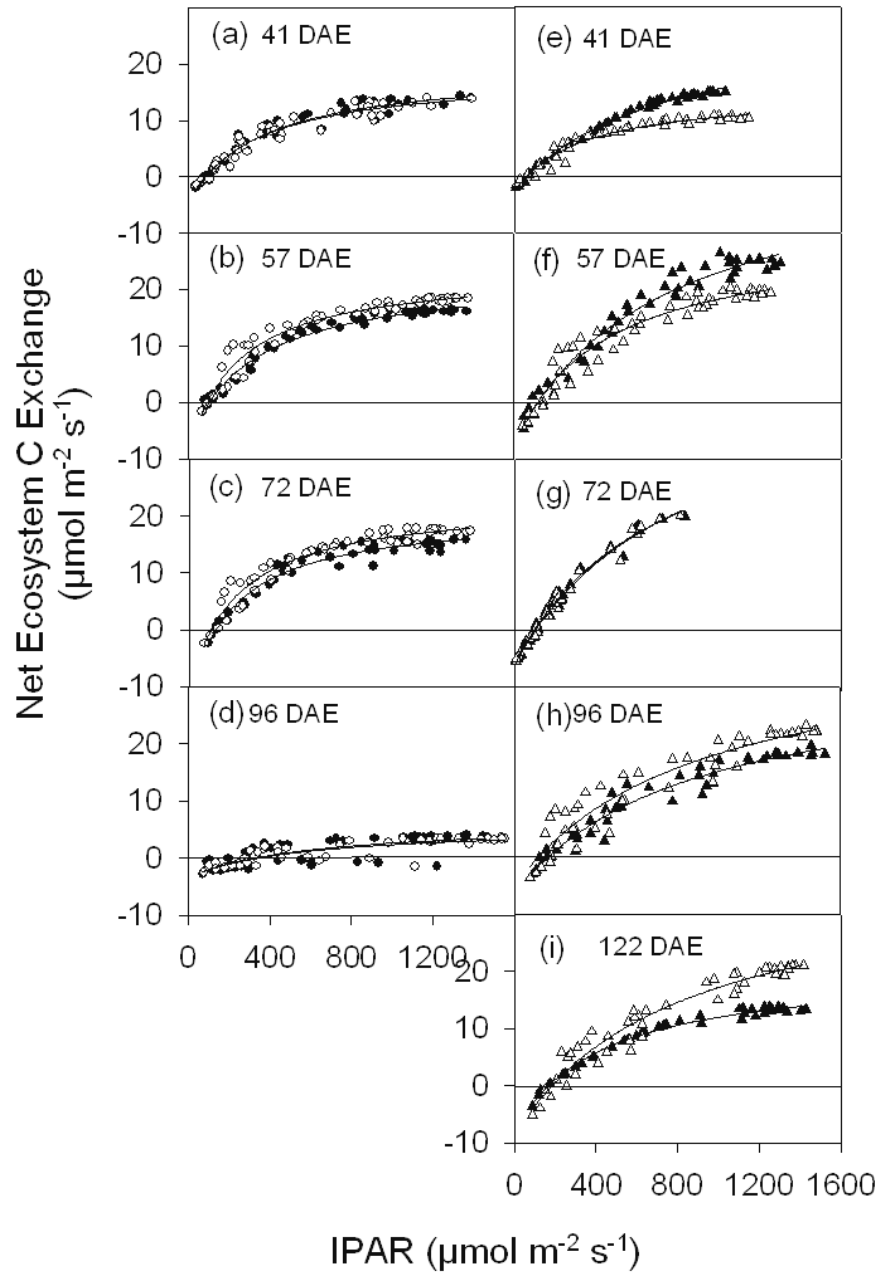 (a) 41 DAE
(e) 41 DAE
20
10
0
-10
(b) 57 DAE
(f) 57 DAE
20
10
0
-10
(c) 72 DAE
(g) 72 DAE
20
10
0
-10
(d) 96 DAE
(h) 96 DAE
20
10
0
-10
0 400 800 1200
(i) 122 DAE
20
10
0
-10
0 400 800 1200 1600
Net Ecosystem C Exchange
(µmol m-2 s-1)
IPAR (µmol m-2 s-1)